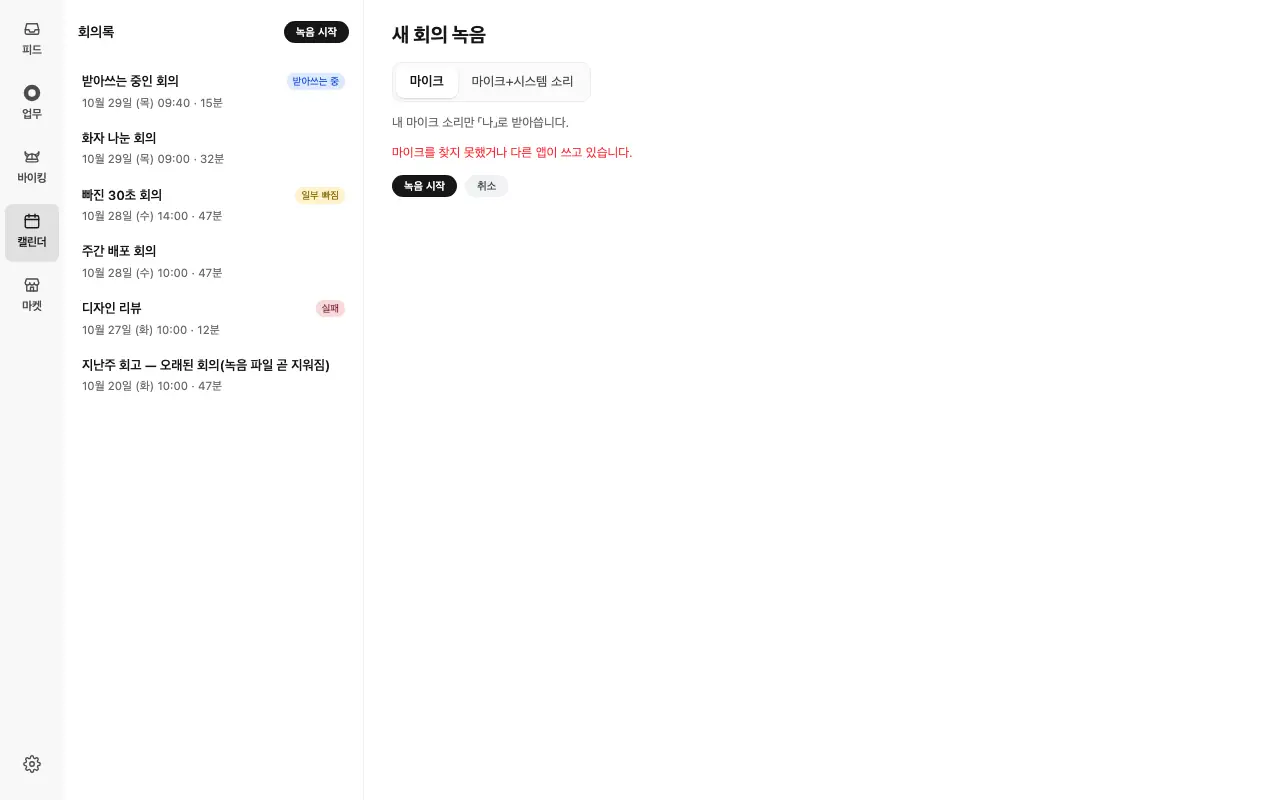 피드
업무
바이킹
캘린더
마켓
회의록
녹음 시작
받아쓰는 중인 회의
받아쓰는 중
10월 29일 (목) 09:40 · 15분
화자 나눈 회의
10월 29일 (목) 09:00 · 32분
빠진 30초 회의
일부 빠짐
10월 28일 (수) 14:00 · 47분
주간 배포 회의
10월 28일 (수) 10:00 · 47분
디자인 리뷰
실패
10월 27일 (화) 10:00 · 12분
지난주 회고 — 오래된 회의(녹음 파일 곧 지워짐)
10월 20일 (화) 10:00 · 47분
새 회의 녹음
마이크
마이크+시스템 소리
내 마이크 소리만 「나」로 받아씁니다.
마이크를 찾지 못했거나 다른 앱이 쓰고 있습니다.
녹음 시작
취소